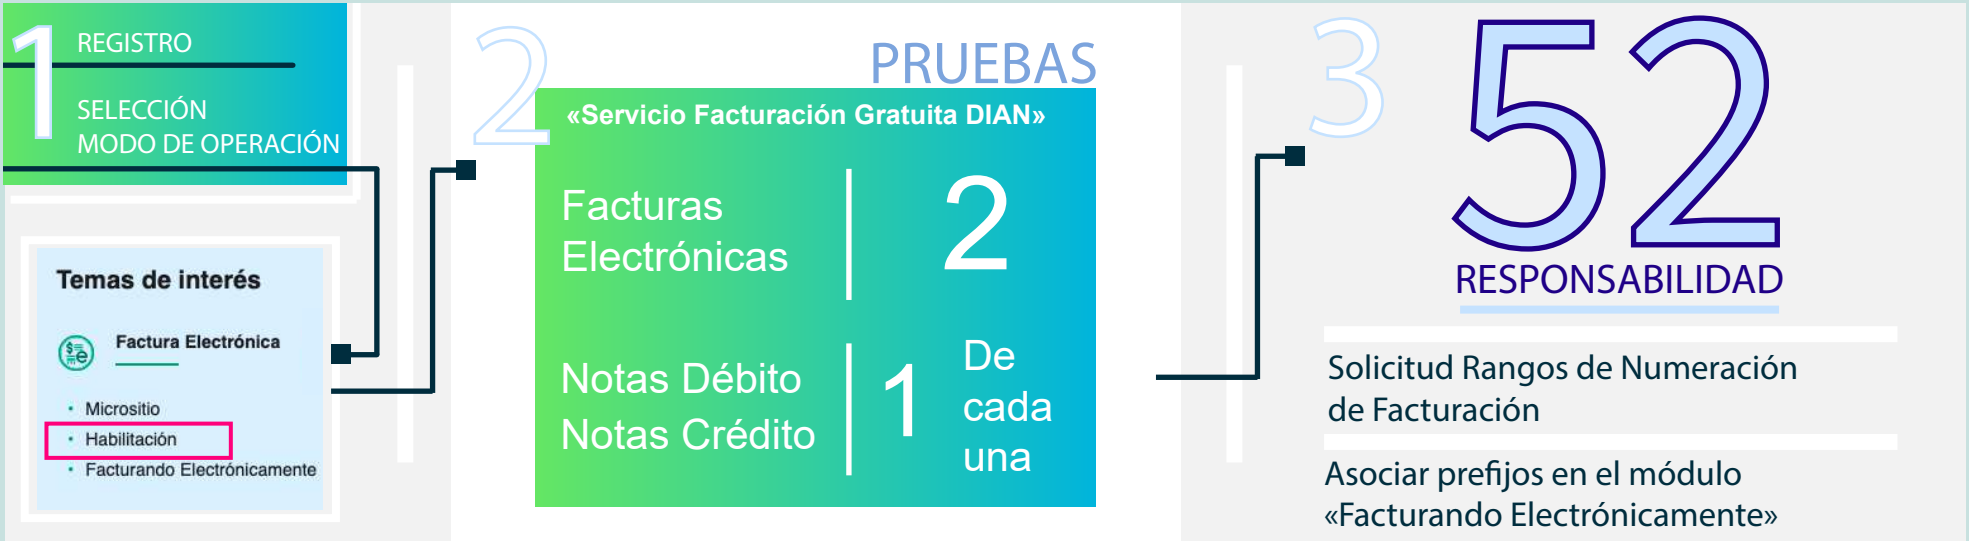 1
REGISTRO
SELECCIÓN
MODO DE OPERACIÓN
Temas de interés
Factura Electrónica
• Micrositio
• Habilitación
• Facturando Electrónicamente
2
PRUEBAS
«Servicio Facturación Gratuita DIAN»
Facturas
Electrónicas
2
Notas Débito
Notas Crédito
1
De
cada
una
3
52
RESPONSABILIDAD
Solicitud Rangos de Numeración
de Facturación
Asociar prefijos en el módulo
«Facturando Electrónicamente»